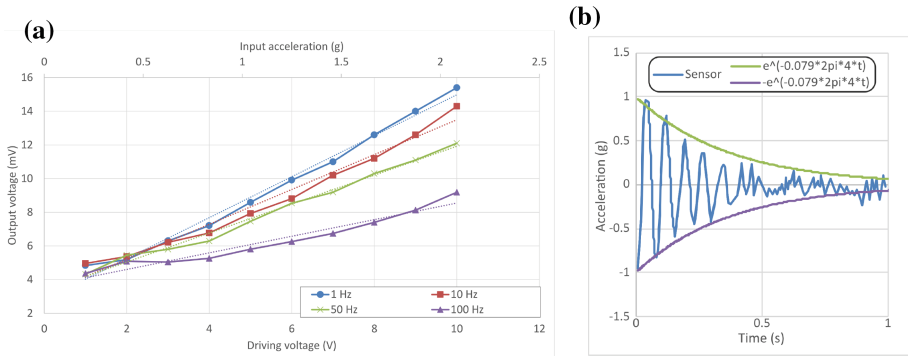 (a)
Input acceleration (g)
0 0.5 1 1.5 2 2.5
16
14
12
10
8
6
4
2
Output voltage (mV)
1 Hz 10 Hz
50 Hz 100 Hz
0 2 4 6 8 10 12
Driving voltage (V)
(b)
1.5
1
0.5
0
-0.5
-1
-1.5
Acceleration (g)
Sensor
e^(-0.079*2pi*4*t)
-e^(-0.079*2pi*4*t)
0 0.5 1
Time (s)